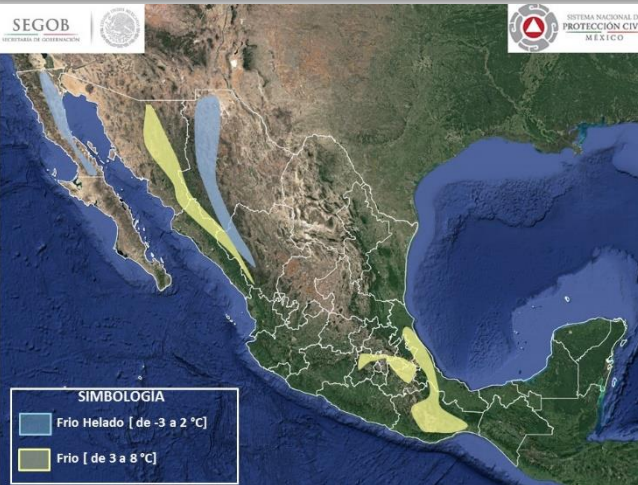 SEGOB
SECRETARÍA DE GOBERNACIÓN
SISTEMA NACIONAL DE
PROTECCIÓN CIVIL
MÉXICO
SIMBOLOGÍA
Frio Helado [ de -3 a 2 °C]
Frio [ de 3 a 8 °C]